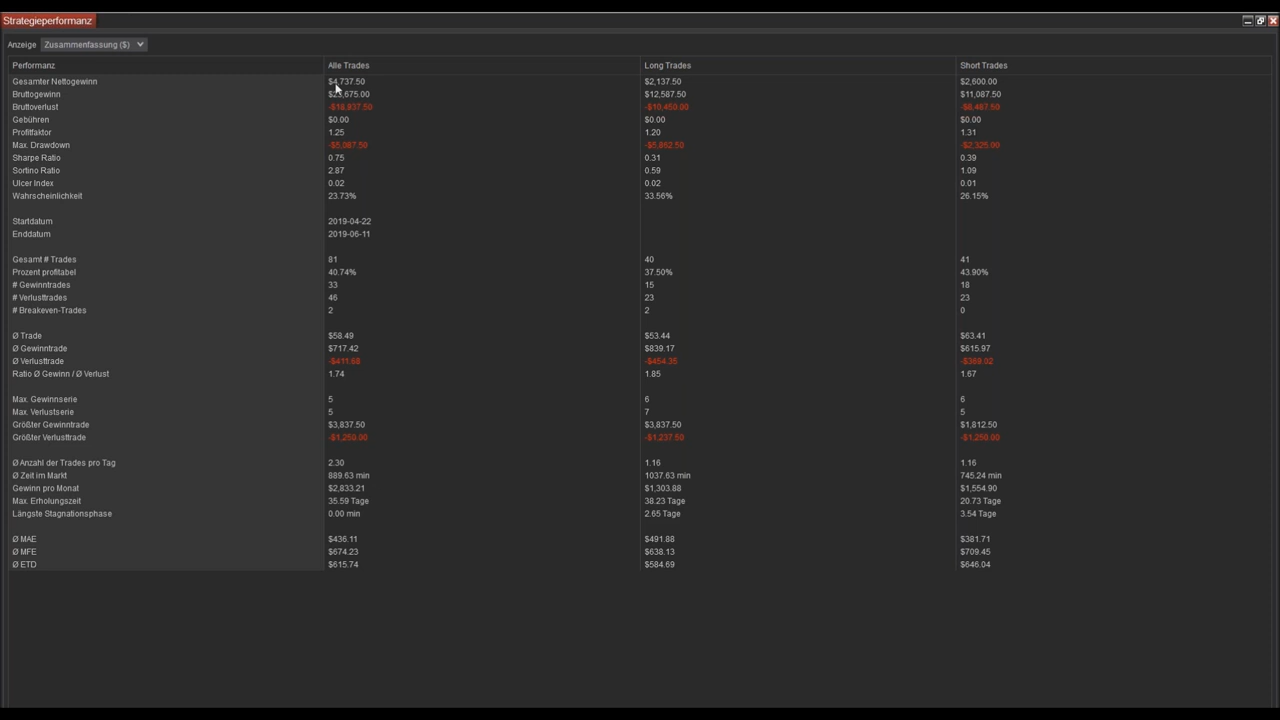 Strategieperformanz
Anzeige Zusammenfassung ($)
Performanz Alle Trades Long Trades Short Trades
Gesamter Nettogewinn $4,737.50 $2,137.50 $2,600.00
Bruttogewinn $23,675.00 $12,587.50 $11,087.50
Bruttoverlust -$18,937.50 -$10,450.00 -$8,487.50
Gebühren $0.00 $0.00 $0.00
Profitfaktor 1.25 1.20 1.31
Max. Drawdown -$5,087.50 -$5,862.50 -$2,325.00
Sharpe Ratio 0.75 0.31 0.39
Sortino Ratio 2.87 0.59 1.09
Ulcer Index 0.02 0.02 0.01
Wahrscheinlichkeit 23.73% 33.56% 26.15%
Startdatum 2019-04-22
Enddatum 2019-06-11
Gesamt # Trades 81 40 41
Prozent profitabel 40.74% 37.50% 43.90%
# Gewinntrades 33 15 18
# Verlusttrades 46 23 23
# Breakeven-Trades 2 2 0
Ø Trade $58.49 $53.44 $63.41
Ø Gewinntrade $717.42 $839.17 $615.97
Ø Verlusttrade -$411.68 -$454.35 -$369.02
Ratio Ø Gewinn / Ø Verlust 1.74 1.85 1.67
Max. Gewinnserie 5 6 6
Max. Verlustserie 5 7 5
Größter Gewinntrade $3,837.50 $3,837.50 $1,812.50
Größter Verlusttrade -$1,250.00 -$1,237.50 -$1,250.00
Ø Anzahl der Trades pro Tag 2.30 1.16 1.16
Ø Zeit im Markt 889.63 min 1037.63 min 745.24 min
Gewinn pro Monat $2,833.21 $1,303.88 $1,554.90
Max. Erholungszeit 35.59 Tage 38.23 Tage 20.73 Tage
Längste Stagnationsphase 0.00 min 2.65 Tage 3.54 Tage
Ø MAE $436.11 $491.88 $381.71
Ø MFE $674.23 $638.13 $709.45
Ø ETD $615.74 $584.69 $646.04